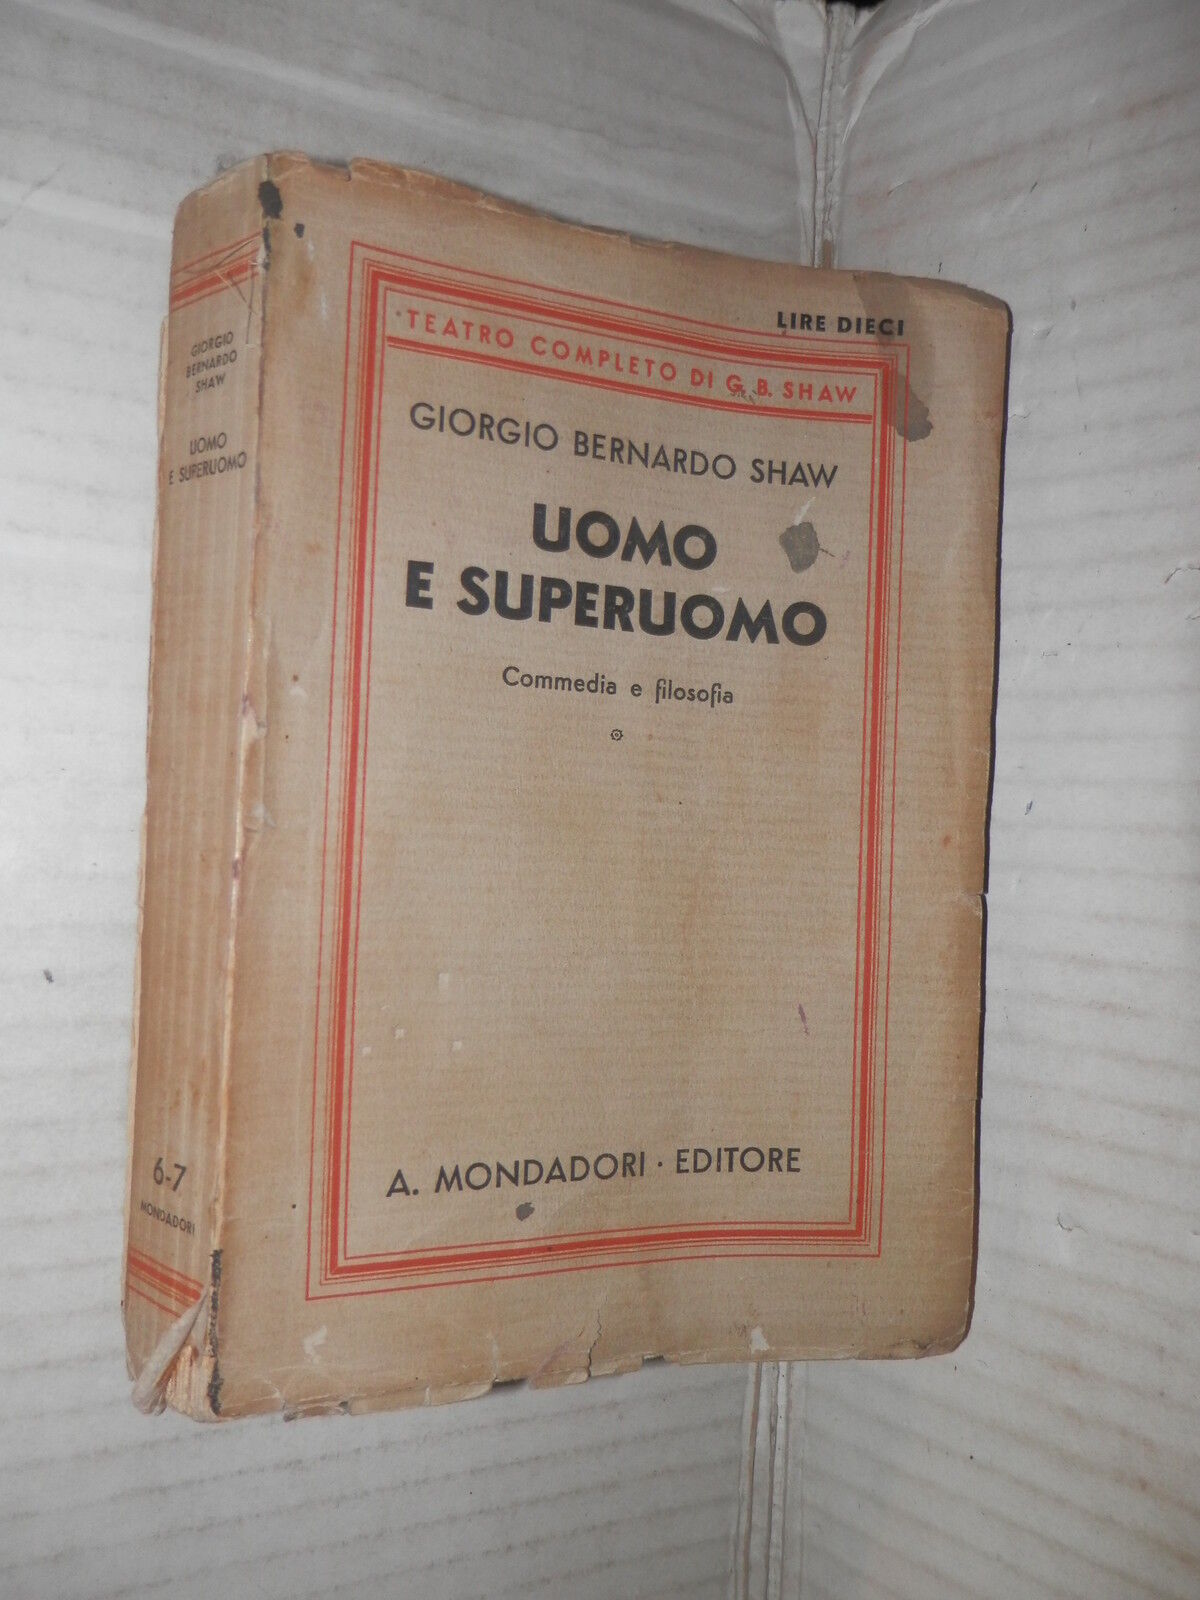 LIRE DIECI
TEATRO COMPLETO DI G. B. SHAW
GIORGIO BERNARDO SHAW
UOMO
E SUPERUOMO
Commedia e filosofia
A. MONDADORI · EDITORE
GIORGIO
BERNARDO
SHAW
UOMO
E SUPERUOMO
6-7
MONDADORI